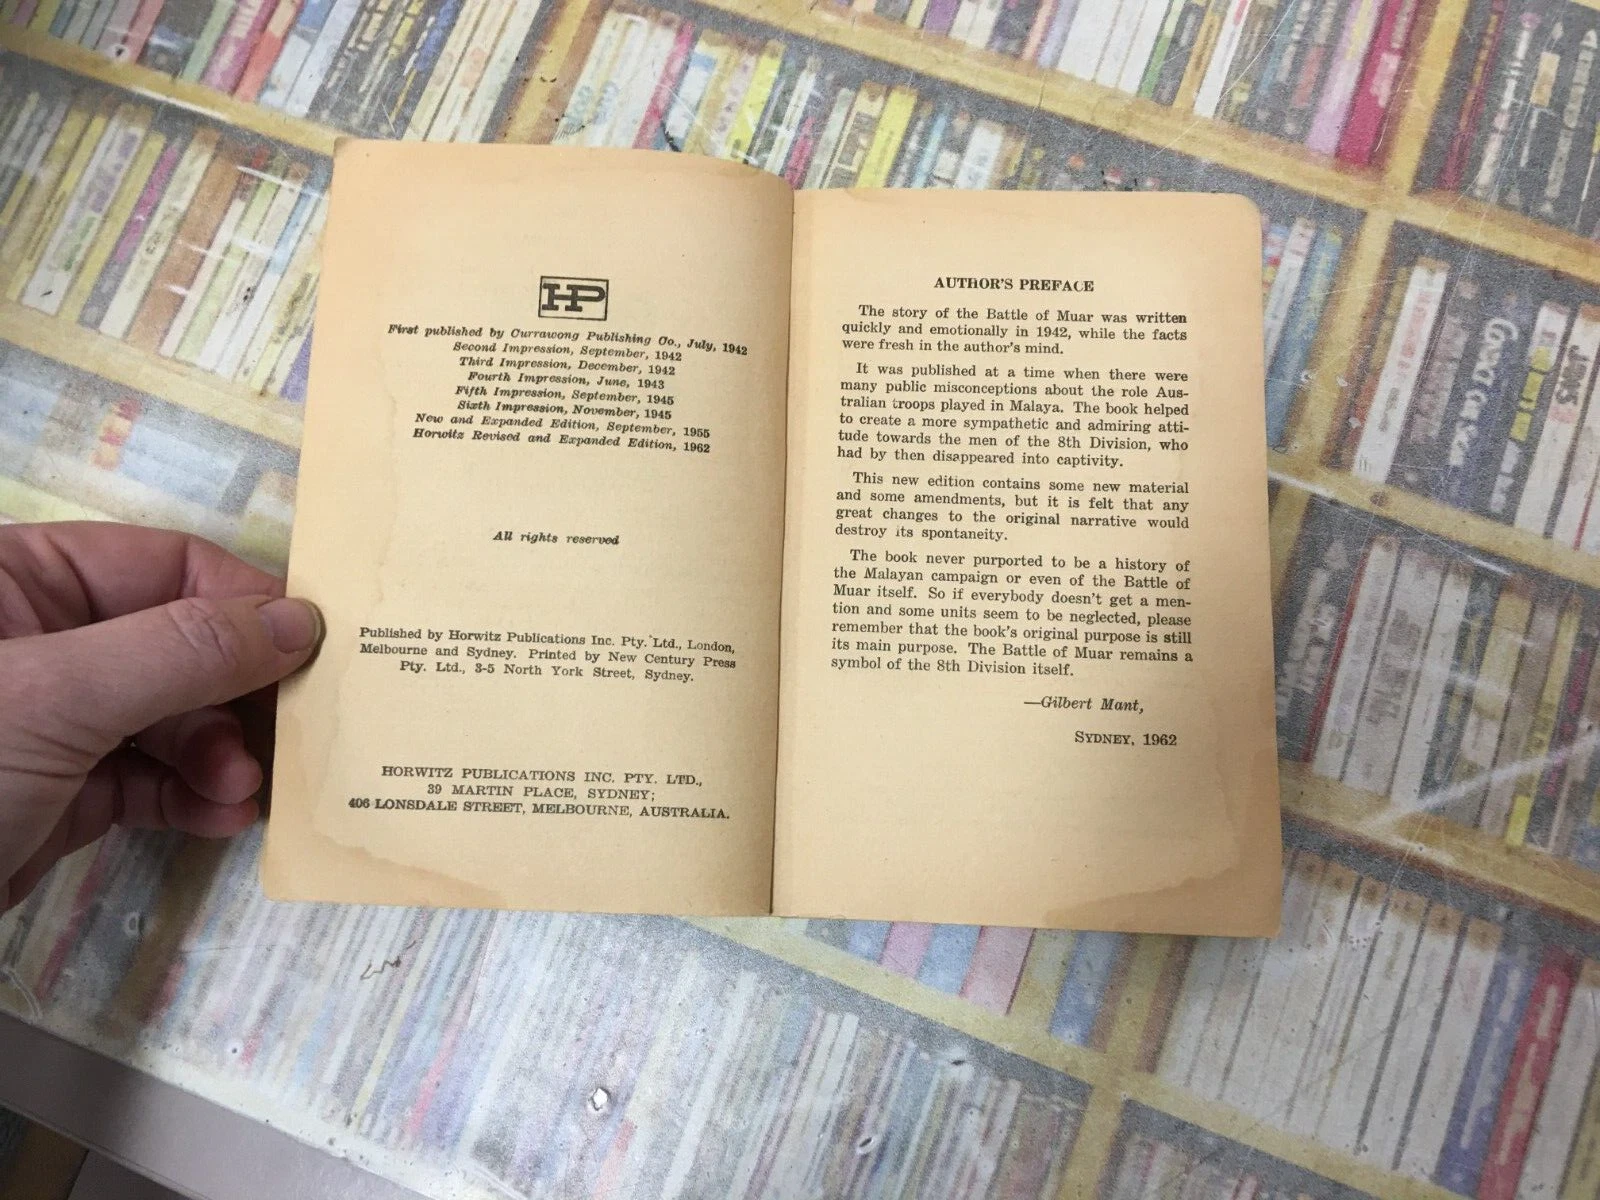 HP
First published by Currawong Publishing Co., July, 1942
Second Impression, September, 1942
Third Impression, December, 1942
Fourth Impression, June, 1943
Fifth Impression, September, 1945
Sixth Impression, November, 1945
New and Expanded Edition, September, 1955
Horwitz Revised and Expanded Edition, 1962
All rights reserved
Published by Horwitz Publications Inc. Pty. Ltd., London,
Melbourne and Sydney. Printed by New Century Press
Pty. Ltd., 3-5 North York Street, Sydney.
HORWITZ PUBLICATIONS INC. PTY. LTD.,
39 MARTIN PLACE, SYDNEY;
406 LONSDALE STREET, MELBOURNE, AUSTRALIA.
AUTHOR'S PREFACE
The story of the Battle of Muar was written
quickly and emotionally in 1942, while the facts
were fresh in the author's mind.
It was published at a time when there were
many public misconceptions about the role Aus-
tralian troops played in Malaya. The book helped
to create a more sympathetic and admiring atti-
tude towards the men of the 8th Division, who
had by then disappeared into captivity.
This new edition contains some new material
and some amendments, but it is felt that any
great changes to the original narrative would
destroy its spontaneity.
The book never purported to be a history of
the Malayan campaign or even of the Battle of
Muar itself. So if everybody doesn't get a men-
tion and some units seem to be neglected, please
remember that the book's original purpose is still
its main purpose. The Battle of Muar remains a
symbol of the 8th Division itself.
—Gilbert Mant,
SYDNEY, 1962